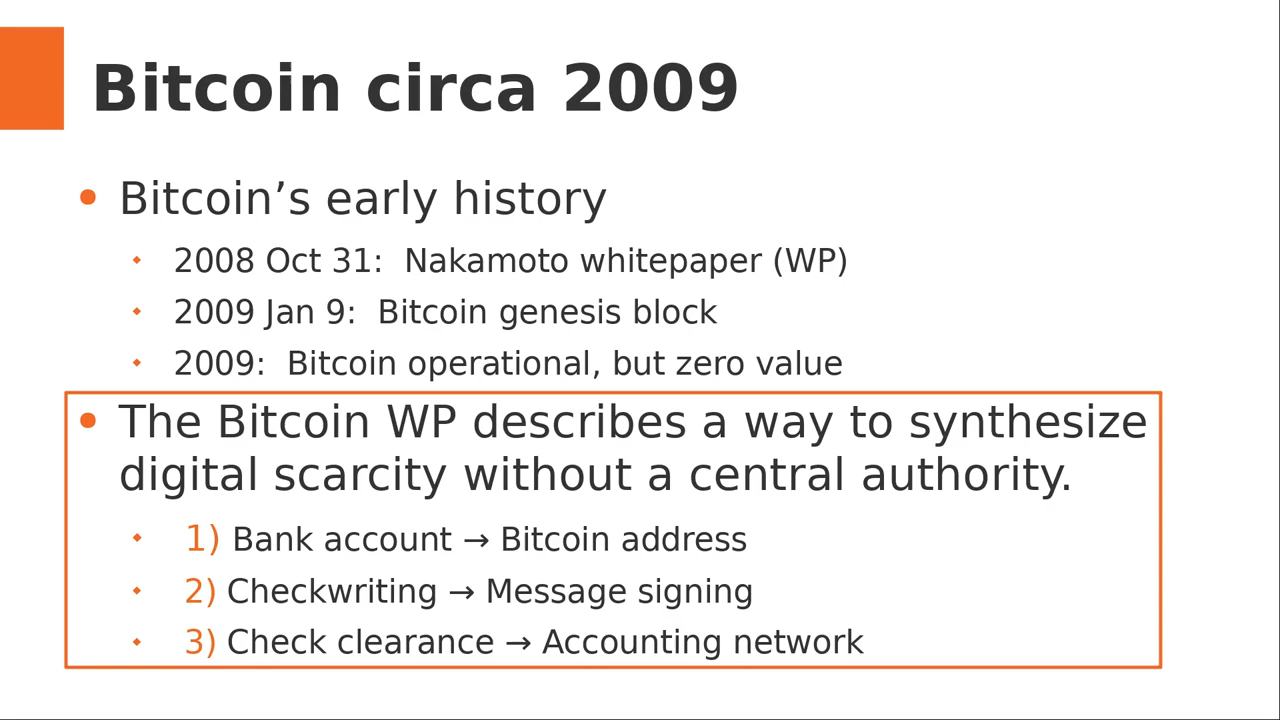 Bitcoin circa 2009
• Bitcoin’s early history
2008 Oct 31:  Nakamoto whitepaper (WP)
2009 Jan 9:  Bitcoin genesis block
2009:  Bitcoin operational, but zero value
• The Bitcoin WP describes a way to synthesize
digital scarcity without a central authority.
1) Bank account → Bitcoin address
2) Checkwriting → Message signing
3) Check clearance → Accounting network